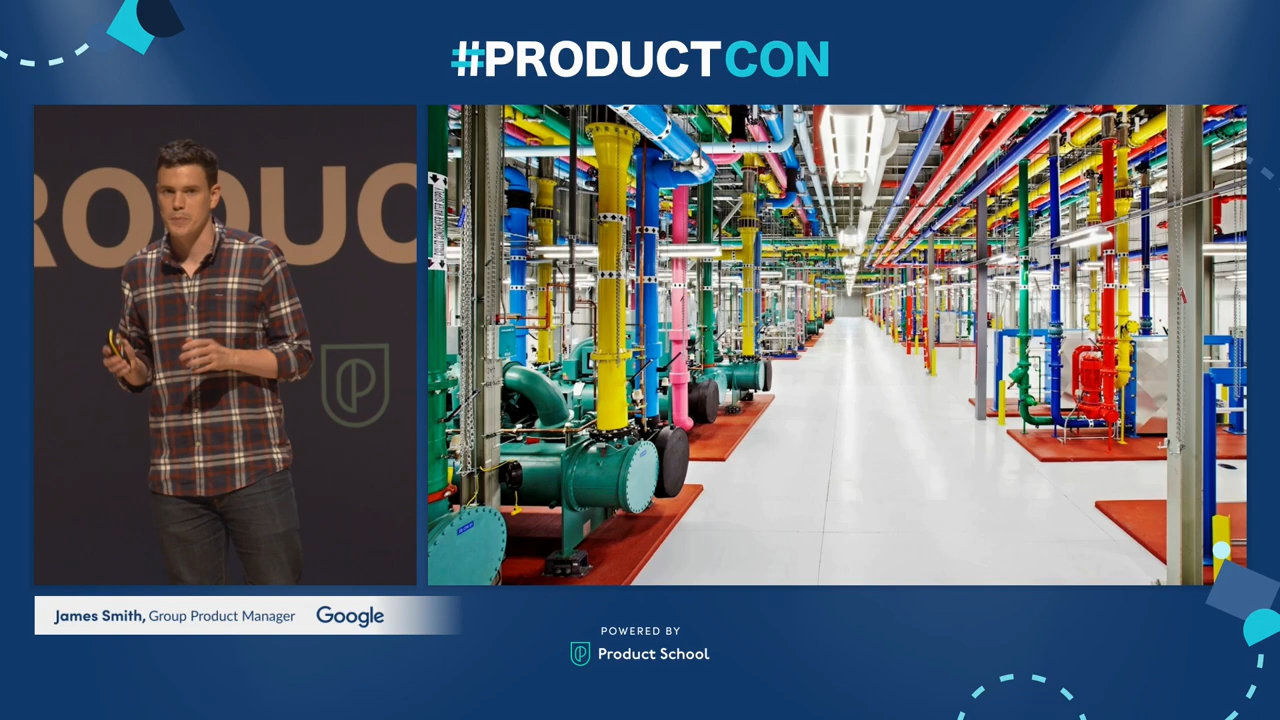 #PRODUCTCON
RODUC
James Smith, Group Product Manager Google
POWERED BY
Product School